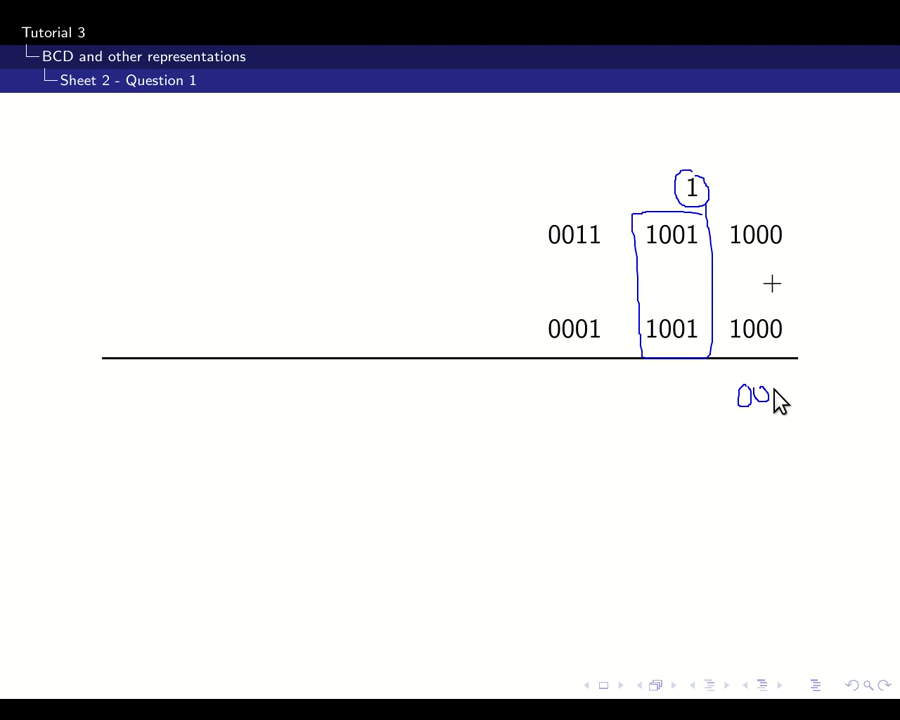 Tutorial 3
BCD and other representations
Sheet 2 - Question 1
1
0011 1001 1000
+
0001 1001 1000
00